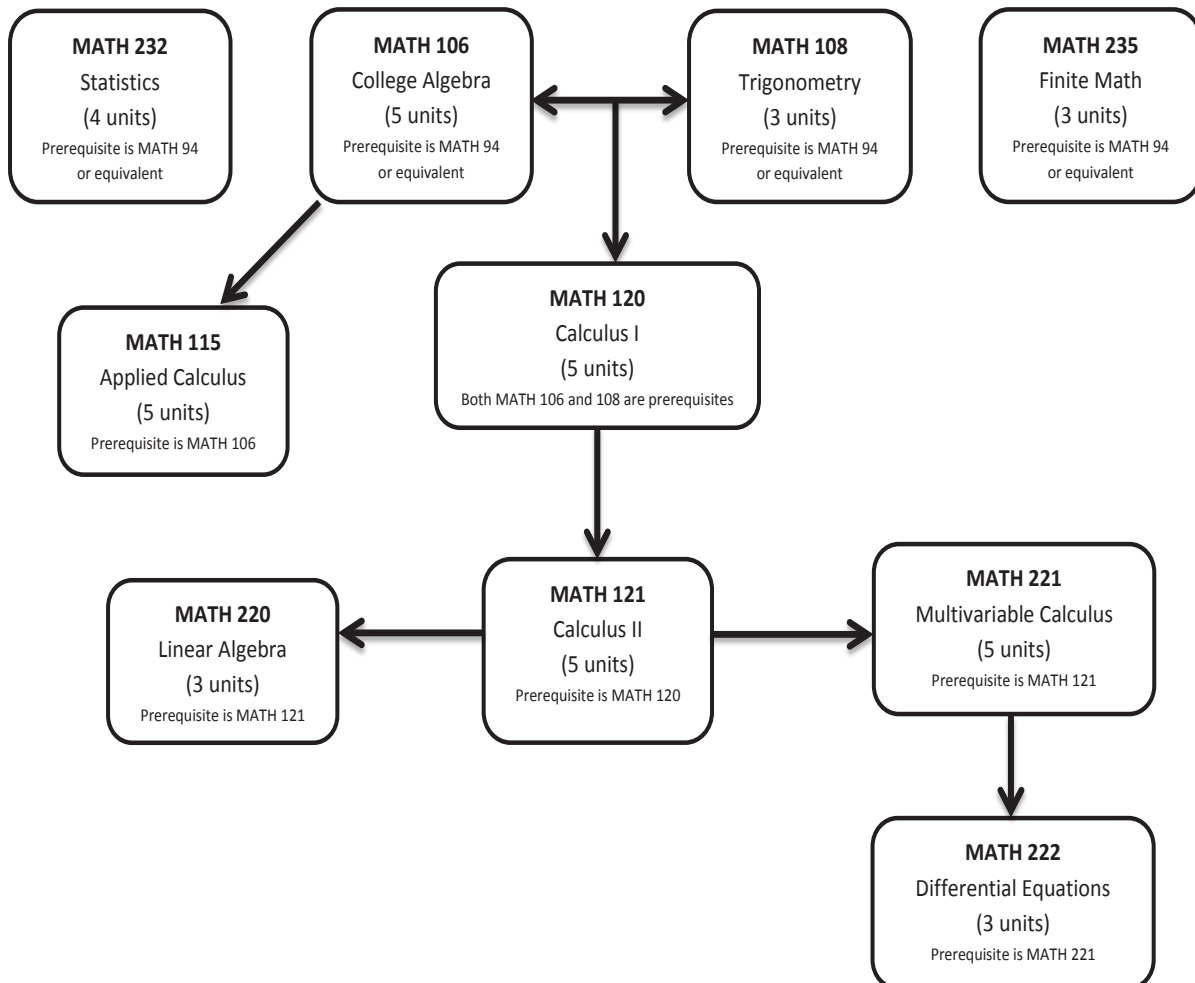 MATH 232
Statistics
(4 units)
Prerequisite is MATH 94
or equivalent
MATH 106
College Algebra
(5 units)
Prerequisite is MATH 94
or equivalent
MATH 108
Trigonometry
(3 units)
Prerequisite is MATH 94
or equivalent
MATH 235
Finite Math
(3 units)
Prerequisite is MATH 94
or equivalent
MATH 115
Applied Calculus
(5 units)
Prerequisite is MATH 106
MATH 120
Calculus I
(5 units)
Both MATH 106 and 108 are prerequisites
MATH 220
Linear Algebra
(3 units)
Prerequisite is MATH 121
MATH 121
Calculus II
(5 units)
Prerequisite is MATH 120
MATH 221
Multivariable Calculus
(5 units)
Prerequisite is MATH 121
MATH 222
Differential Equations
(3 units)
Prerequisite is MATH 221